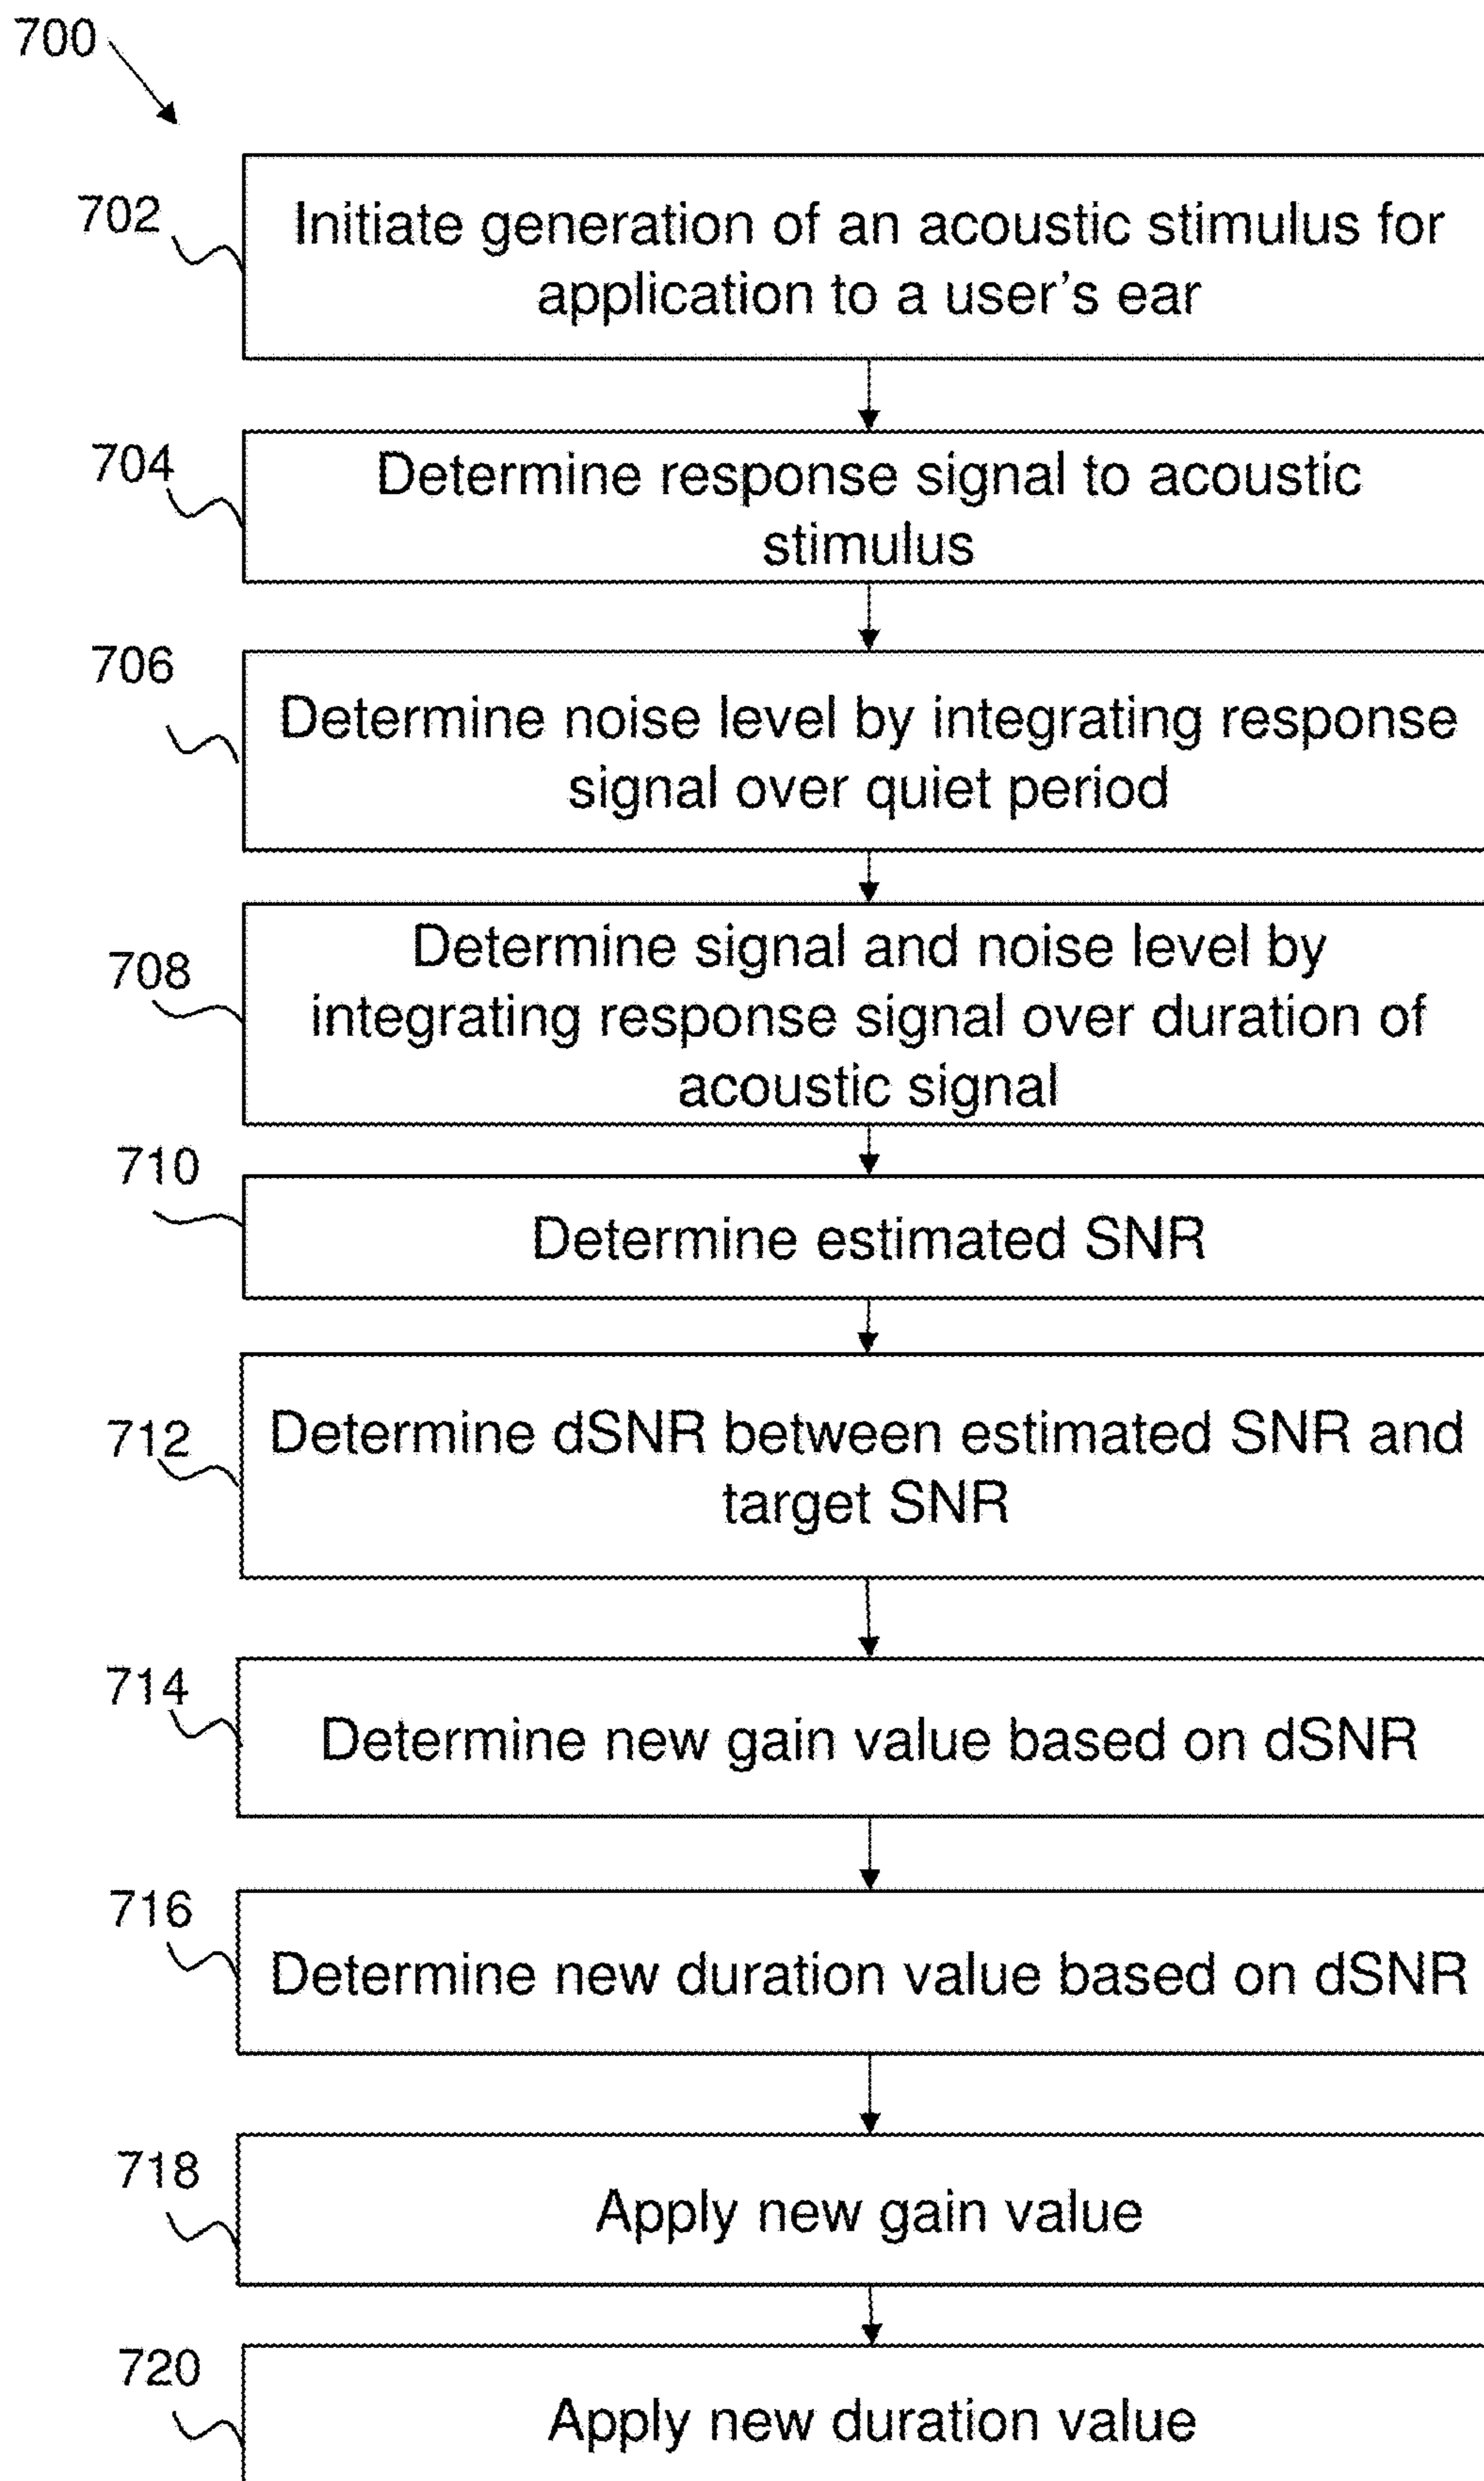 700
702
Initiate generation of an acoustic stimulus for
application to a user's ear
704
Determine response signal to acoustic
stimulus
706
Determine noise level by integrating response
signal over quiet period
708
Determine signal and noise level by
integrating response signal over duration of
acoustic signal
710
Determine estimated SNR
712
Determine dSNR between estimated SNR and
target SNR
714
Determine new gain value based on dSNR
716
Determine new duration value based on dSNR
718
Apply new gain value
720
Apply new duration value